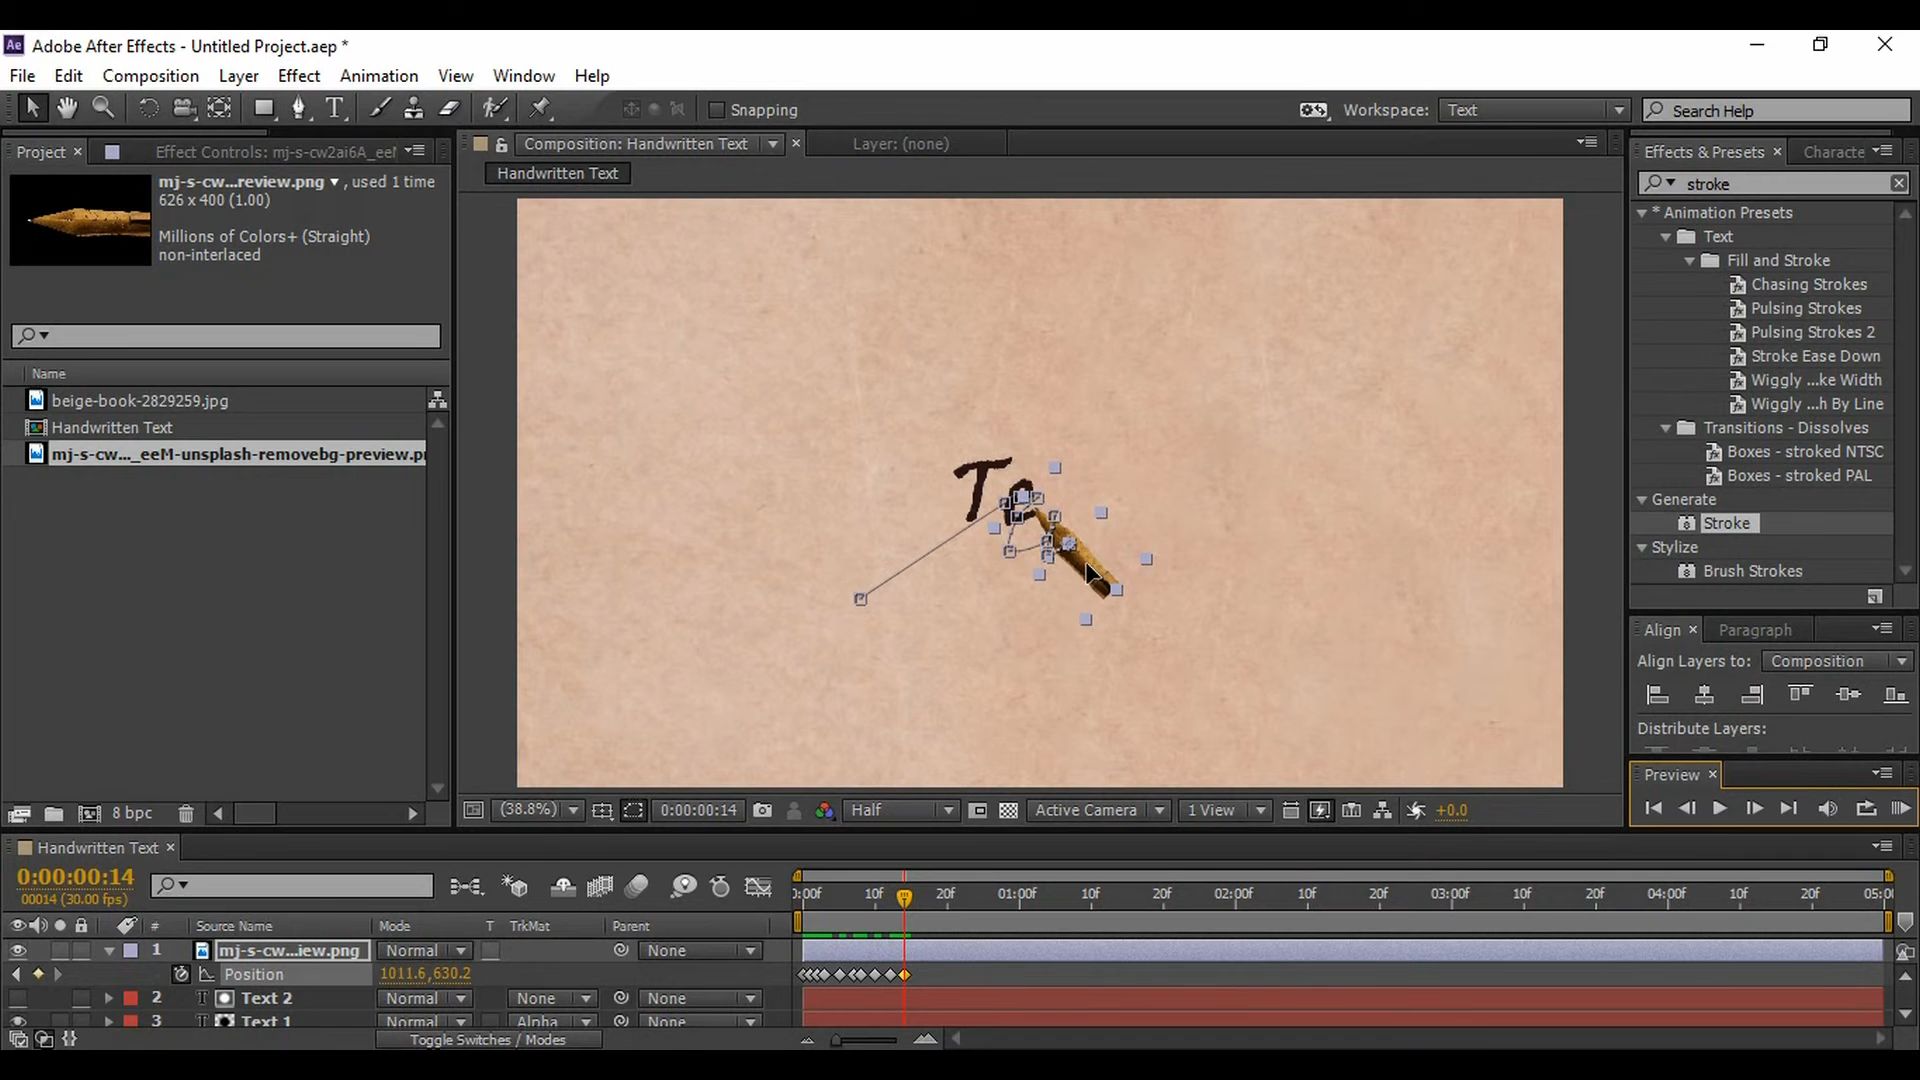 Ae Adobe After Effects - Untitled Project.aep *
File Edit Composition Layer Effect Animation View Window Help
T Snapping Workspace: Text Search Help
Project × Effect Controls: mj-s-cw2ai6A_ee
Composition: Handwritten Text × Layer: (none)
Effects & Presets × Characte
mj-s-cw...review.png ▼, used 1 time
626 x 400 (1.00)
Millions of Colors+ (Straight)
non-interlaced
Name
beige-book-2829259.jpg
Handwritten Text
mj-s-cw..._eeM-unsplash-removebg-preview.p
8 bpc
Handwritten Text
Te
(38.8%) 0:00:00:14 Half Active Camera 1 View +0.0
stroke
* Animation Presets
Text
Fill and Stroke
Chasing Strokes
Pulsing Strokes
Pulsing Strokes 2
Stroke Ease Down
Wiggly ...ke Width
Wiggly ...h By Line
Transitions - Dissolves
Boxes - stroked NTSC
Boxes - stroked PAL
Generate
Stroke
Stylize
Brush Strokes
Align × Paragraph
Align Layers to: Composition
Distribute Layers:
Preview ×
Handwritten Text ×
0:00:00:14
00014 (30.00 fps)
:00f 10f 20f 01:00f 10f 20f 02:00f 10f 20f 03:00f 10f 20f 04:00f 10f 20f 05:00
# Source Name Mode T TrkMat Parent
1 mj-s-cw...iew.png Normal None
Position 1011.6,630.2
2 T Text 2 Normal None None
3 T Text 1 Normal Alpha None
Toggle Switches / Modes